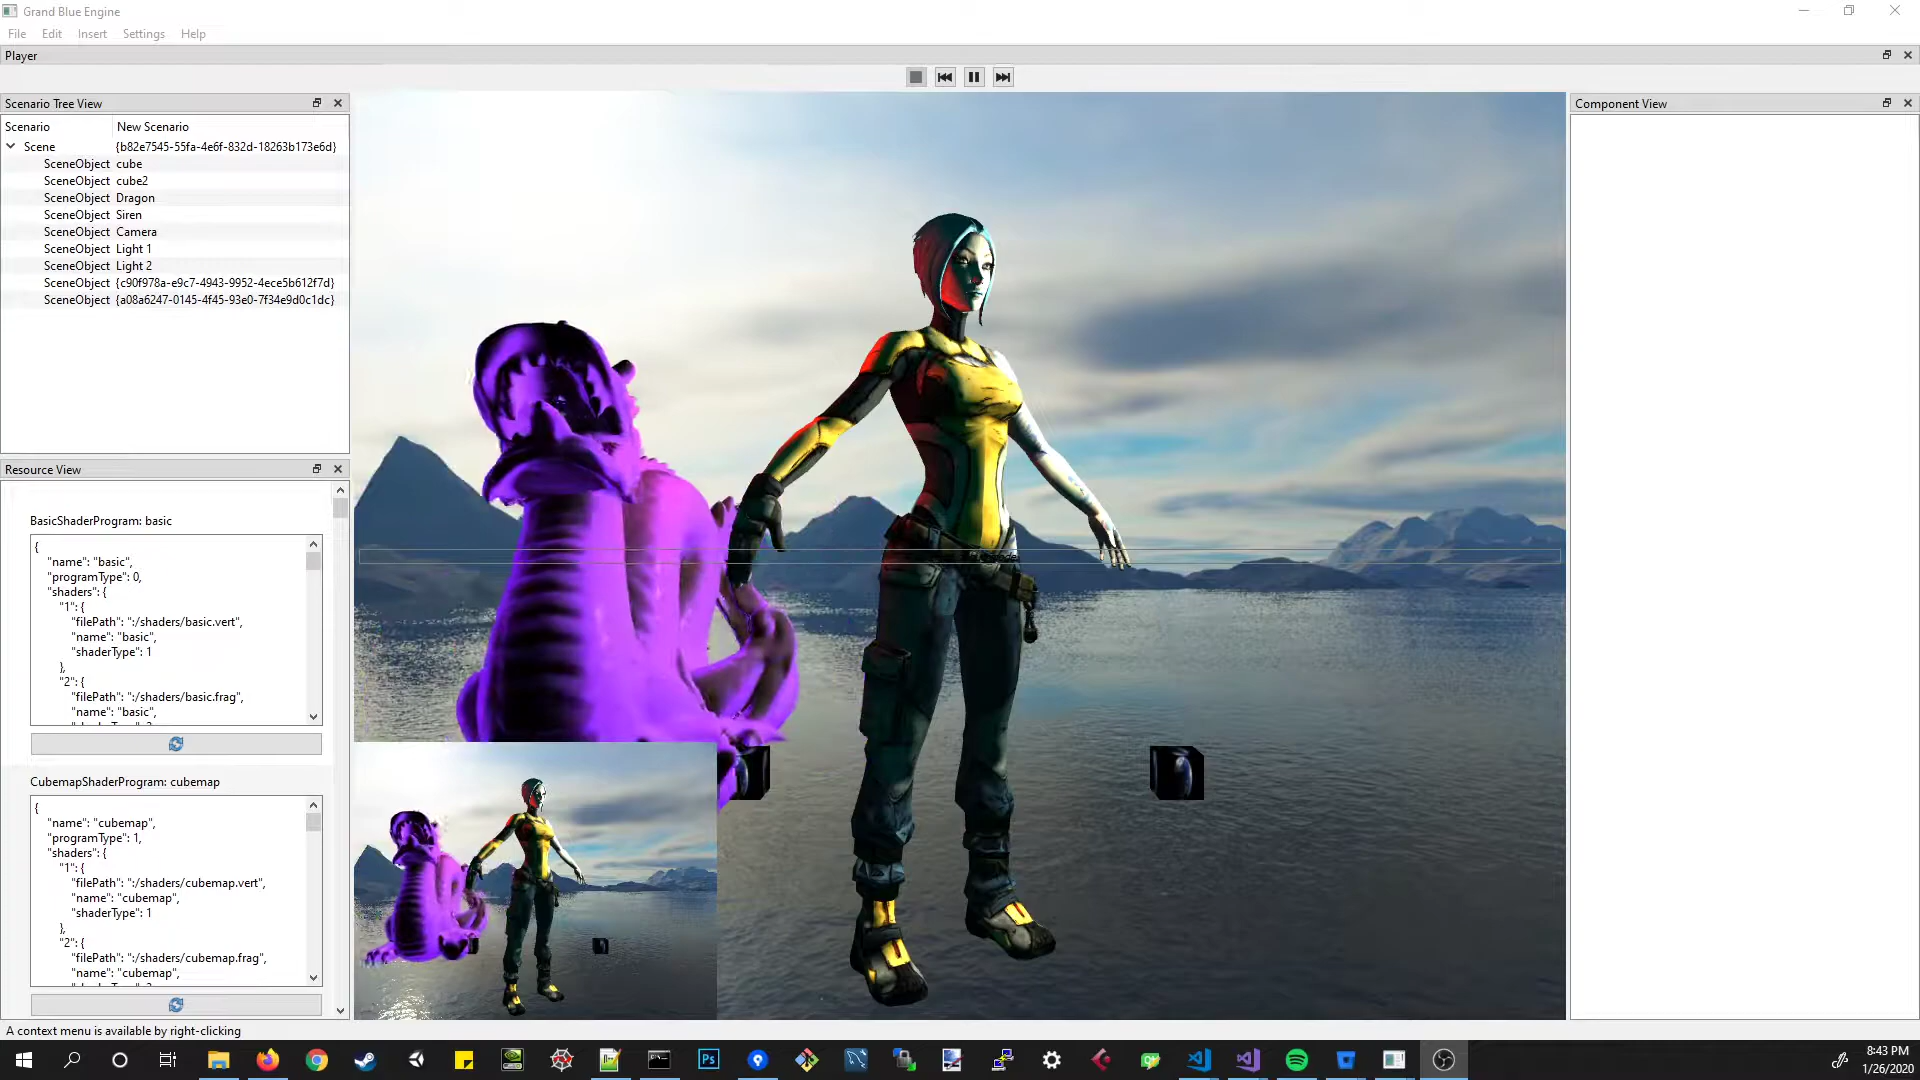 Grand Blue Engine
File Edit Insert Settings Help
Player
Scenario Tree View
Scenario New Scenario
Scene {b82e7545-55fa-4e6f-832d-18263b173e6d}
SceneObject cube
SceneObject cube2
SceneObject Dragon
SceneObject Siren
SceneObject Camera
SceneObject Light 1
SceneObject Light 2
SceneObject {c90f978a-e9c7-4943-9952-4ece5b612f7d}
SceneObject {a08a6247-0145-4f45-93e0-7f34e9d0c1dc}
Resource View
BasicShaderProgram: basic
{
"name": "basic",
"programType": 0,
"shaders": {
"1": {
"filePath": ":/shaders/basic.vert",
"name": "basic",
"shaderType": 1
},
"2": {
"filePath": ":/shaders/basic.frag",
"name": "basic",
CubemapShaderProgram: cubemap
{
"name": "cubemap",
"programType": 1,
"shaders": {
"1": {
"filePath": ":/shaders/cubemap.vert",
"name": "cubemap",
"shaderType": 1
},
"2": {
"filePath": ":/shaders/cubemap.frag",
"name": "cubemap",
Component View
A context menu is available by right-clicking
Ps
8:43 PM
1/26/2020